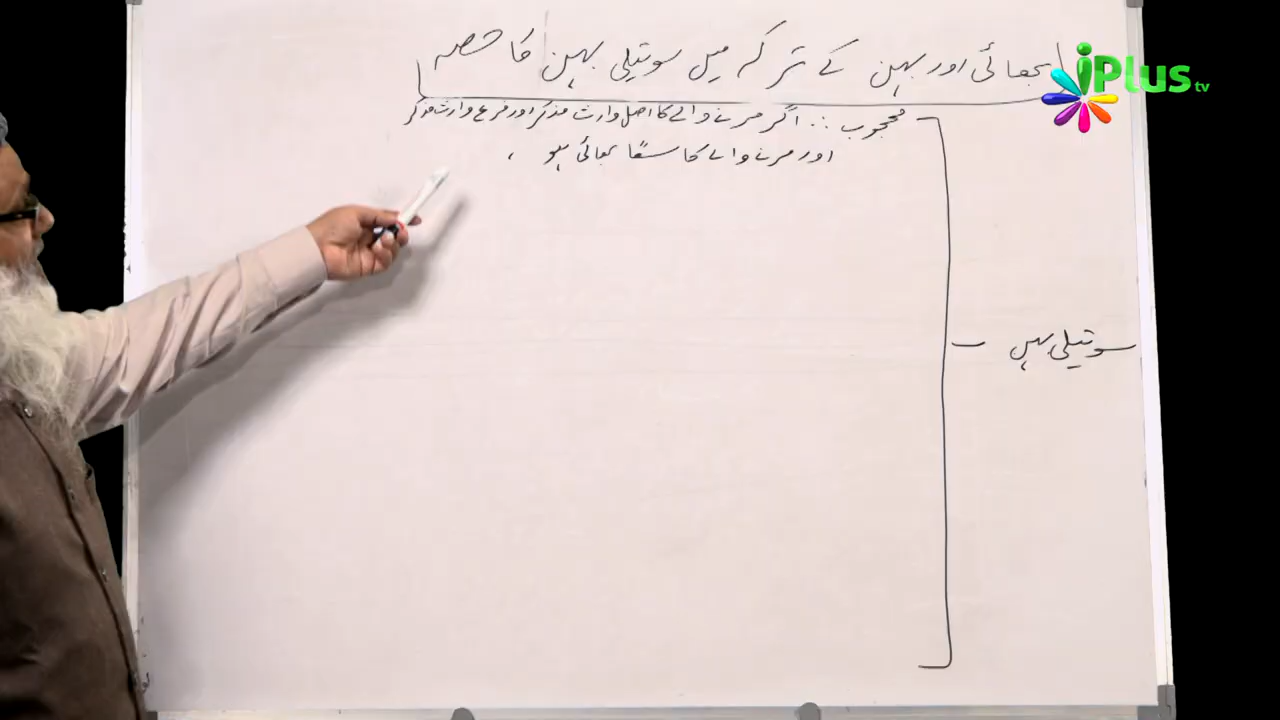 بھائی اور بہن کے ترکہ میں سوتیلی بہن کا حصہ
محجوب :. اگر مرنے والے کا اصل وارث مذکر اور فرع وارث مذکر
اور مرنے والے کا سگا بھائی ہو ،
سوتیلی بہن
iPlus tv